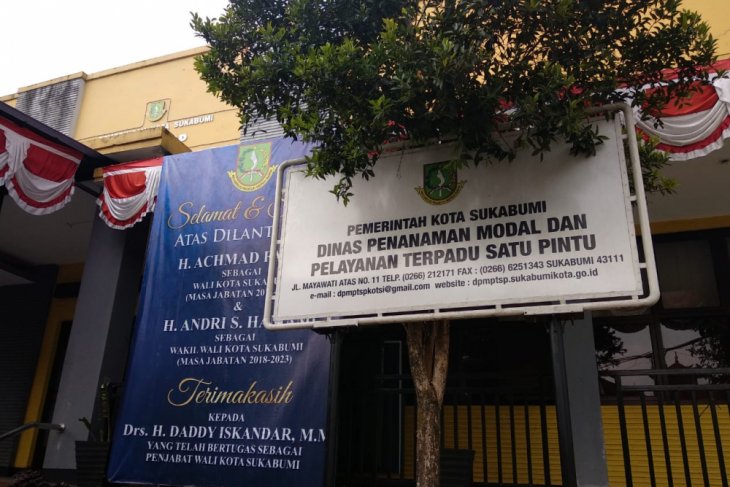 SUKABUMI
Selamat &
ATAS DILANT
H. ACHMAD
SEBAGAI
WALI KOTA SUKABUMI
(MASA JABATAN
&
H. ANDRI S.
SEBAGAI
WAKIL WALI KOTA SUKABUMI
(MASA JABATAN 2018-2023)
Terimakasih
KEPADA
Drs. H. DADDY ISKANDAR, M.M
YANG TELAH BERTUGAS SEBAGAI
PENJABAT WALI KOTA SUKABUMI
PEMERINTAH KOTA SUKABUMI
DINAS PENANAMAN MODAL DAN
PELAYANAN TERPADU SATU PINTU
JL. MAYAWATI ATAS NO. 11 TELP. (0266) 212171 FAX : (0266) 6251343 SUKABUMI 43111
e-mail : dpmptspkotsi@gmail.com website : dpmptsp.sukabumikota.go.id